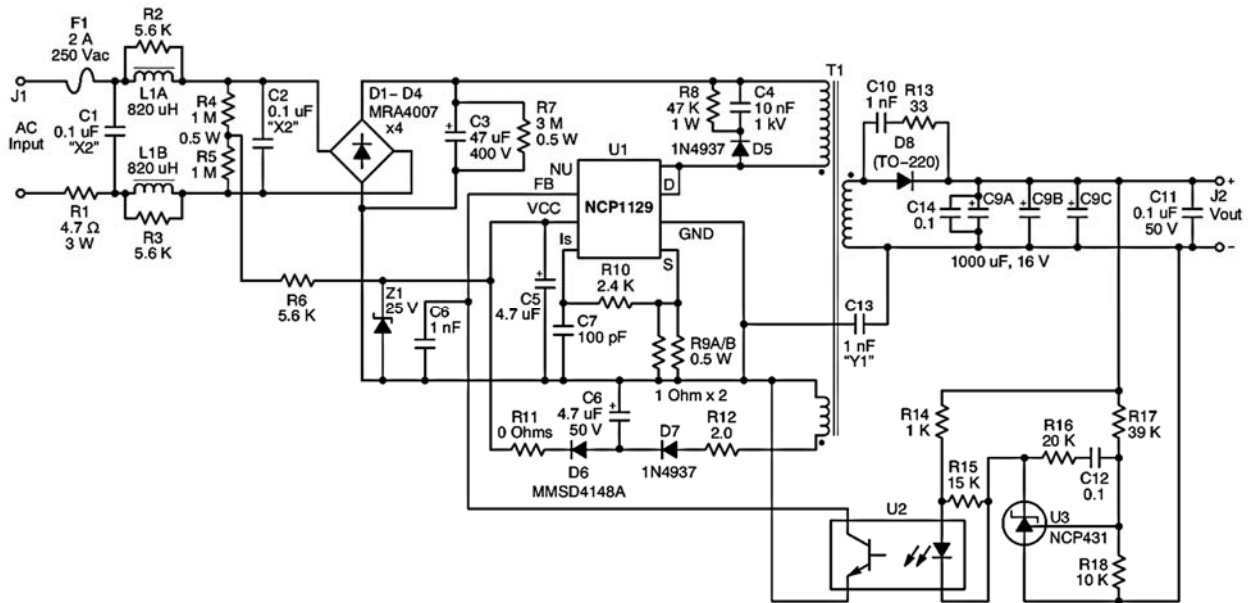 F1
2 A
250 Vac
R2
5.6 K
J1
AC
Input
C1
0.1 uF
"X2"
L1A
820 uH
L1B
820 uH
R1
4.7 Ω
3 W
R3
5.6 K
R4
1 M
0.5 W
R5
1 M
C2
0.1 uF
"X2"
D1– D4
MRA4007
x4
C3
47 uF
400 V
+
R7
3 M
0.5 W
R8
47 K
1 W
C4
10 nF
1 kV
1N4937
D5
T1
U1
NCP1129
NU
FB
VCC
Is
D
GND
S
C10
1 nF
R13
33
D8
(TO–220)
C14
0.1
+
C9A
+
C9B
+
C9C
1000 uF, 16 V
C11
0.1 uF
50 V
+
J2
Vout
–
R6
5.6 K
Z1
25 V
C6
1 nF
+
C5
4.7 uF
R10
2.4 K
C7
100 pF
R9A/B
0.5 W
1 Ohm x 2
C13
1 nF
"Y1"
R11
0 Ohms
C6
4.7 uF
50 V
+
D6
MMSD4148A
D7
1N4937
R12
2.0
U2
R14
1 K
R15
15 K
R16
20 K
C12
0.1
R17
39 K
U3
NCP431
R18
10 K